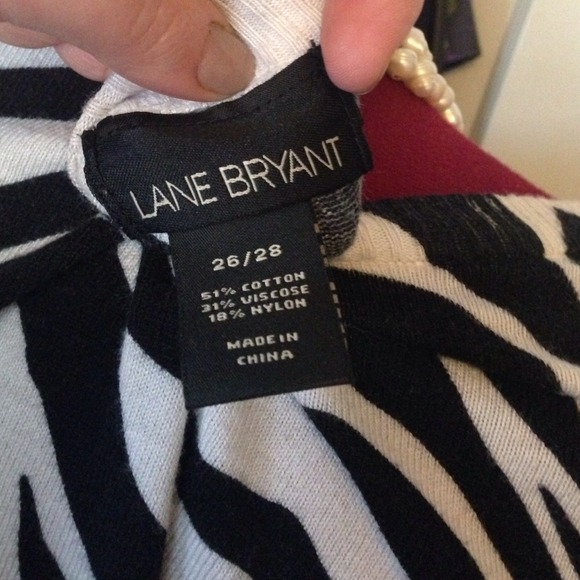 LANE BRYANT
26/28
51% COTTON
31% VISCOSE
18% NYLON
MADE IN
CHINA